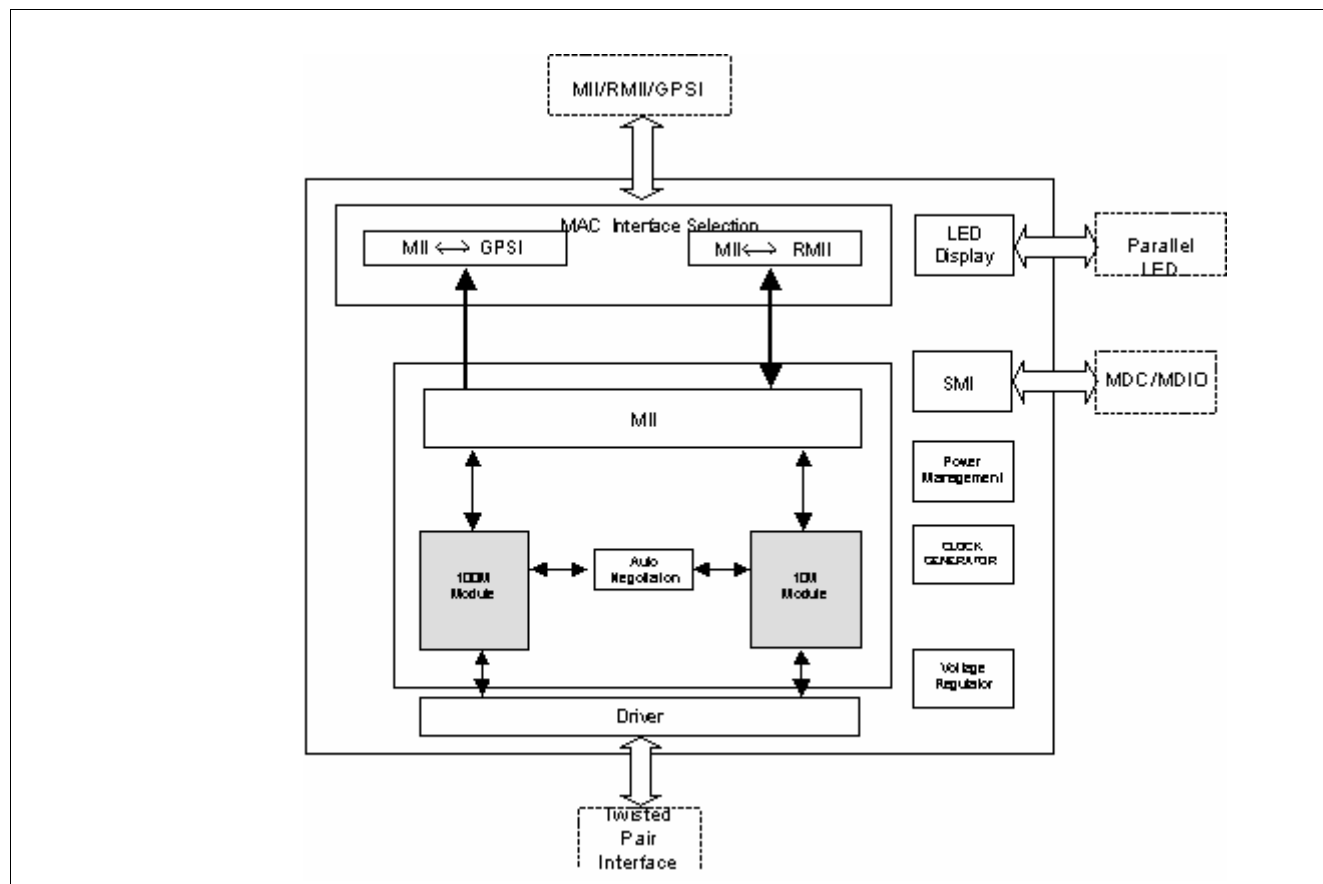 MII/RMII/GPSI
MAC Interface Selection
MII ↔ GPSI
MII ↔ RMII
LED
Display
Parallel
LED
SMI
MDC/MDIO
MII
Power
Management
100M
Module
Auto
Negotiation
10M
Module
CLOCK
GENERATOR
Voltage
Regulator
Driver
Twisted
Pair
Interface